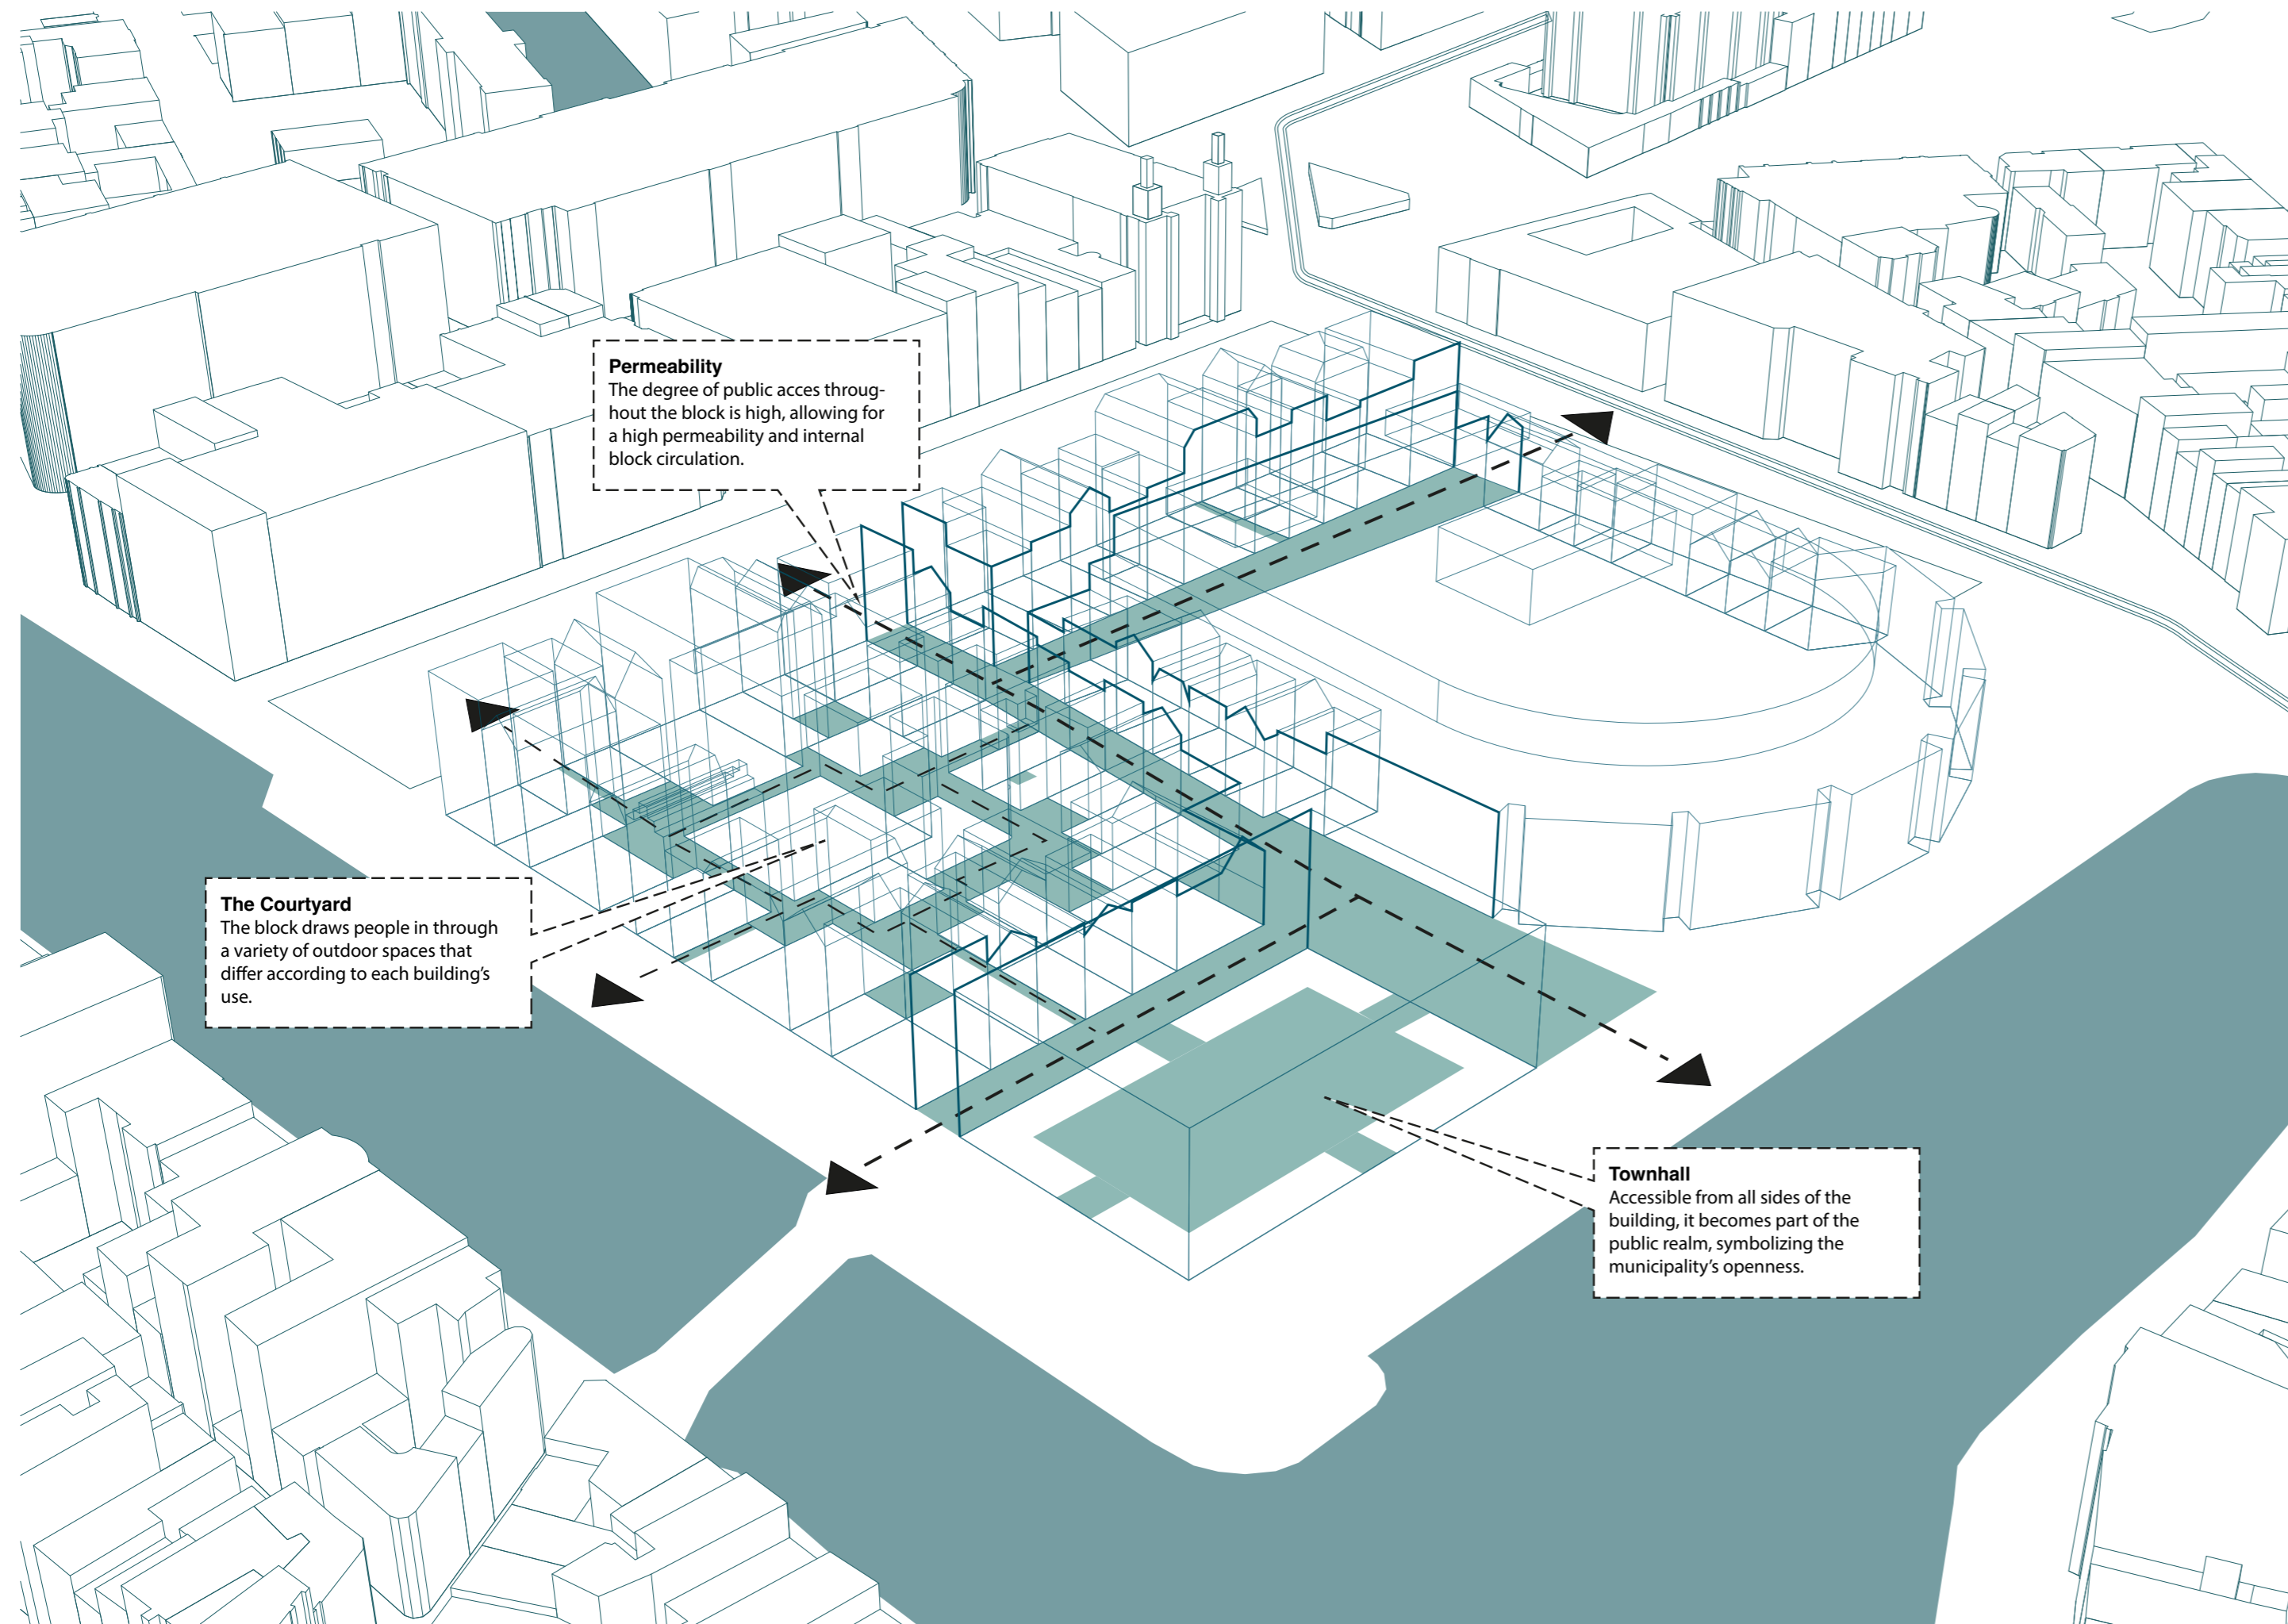 Permeability
The degree of public acces throug-
hout the block is high, allowing for
a high permeability and internal
block circulation.
The Courtyard
The block draws people in through
a variety of outdoor spaces that
differ according to each building's
use.
Townhall
Accessible from all sides of the
building, it becomes part of the
public realm, symbolizing the
municipality's openness.